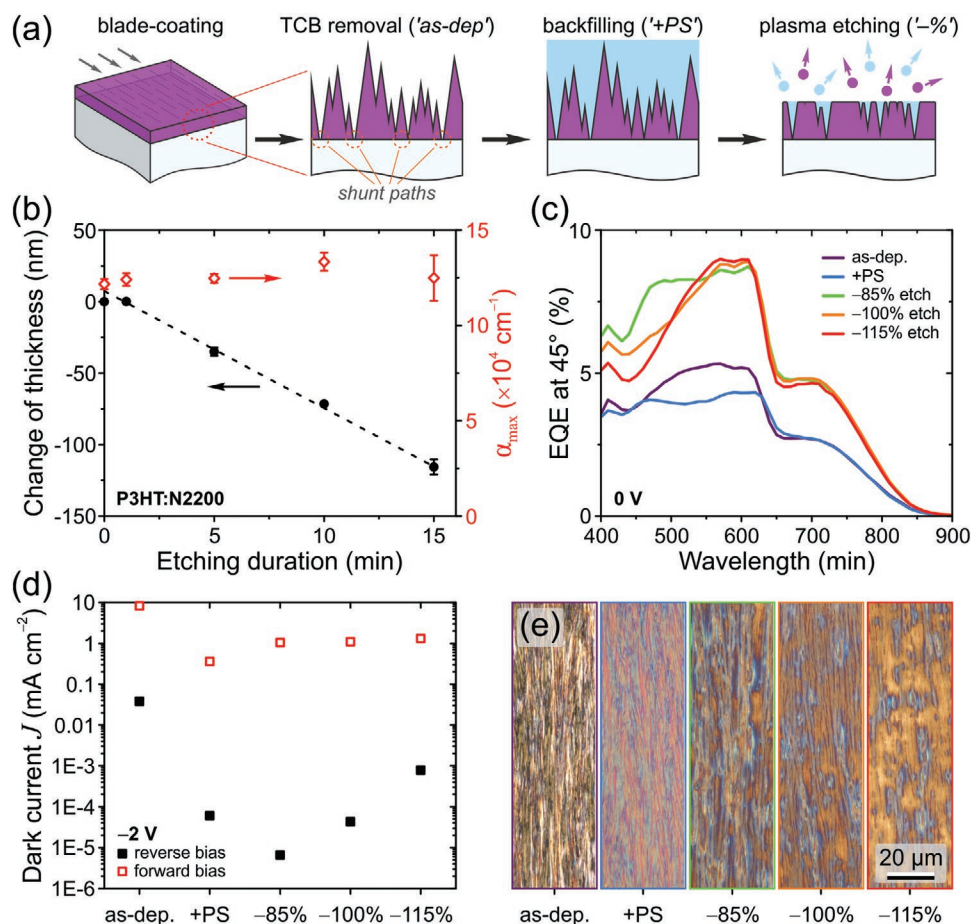 (a)
blade-coating
TCB removal ('as-dep')
backfilling ('+PS')
plasma etching ('–%')
shunt paths
(b)
50
25
0
-25
-50
-75
-100
-125
-150
Change of thickness (nm)
15
10
5
0
αmax (×10⁴ cm⁻¹)
P3HT:N2200
0
5
10
15
Etching duration (min)
(c)
10
5
0
EQE at 45° (%)
as-dep.
+PS
–85% etch
–100% etch
–115% etch
0 V
400
500
600
700
800
900
Wavelength (min)
(d)
10
1
0.1
0.01
1E-3
1E-4
1E-5
1E-6
Dark current J (mA cm⁻²)
–2 V
reverse bias
forward bias
as-dep.
+PS
–85%
–100%
–115%
(e)
20 µm
as-dep.
+PS
–85%
–100%
–115%